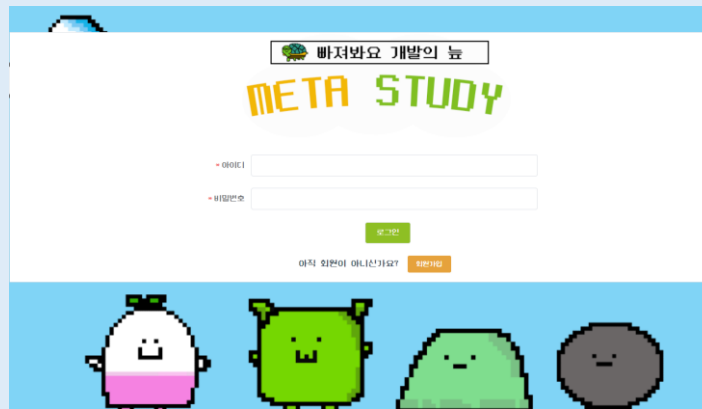 빠져봐요 개발의 늪
META STUDY
* 아이디
* 비밀번호
로그인
아직 회원이 아니신가요? 회원가입